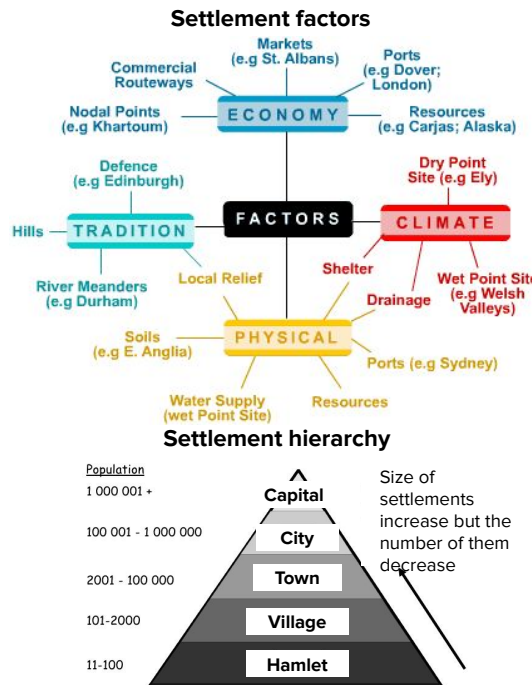 Settlement factors
Markets
(e.g St. Albans)
Commercial
Routeways
Ports
(e.g Dover;
London)
Nodal Points
(e.g Khartoum)
ECONOMY
Resources
(e.g Carjas; Alaska)
Defence
(e.g Edinburgh)
Dry Point
Site (e.g Ely)
Hills
TRADITION
FACTORS
CLIMATE
River Meanders
(e.g Durham)
Local Relief
Shelter
Drainage
Wet Point Site
(e.g Welsh
Valleys)
Soils
(e.g E. Anglia)
PHYSICAL
Ports (e.g Sydney)
Water Supply
(wet Point Site)
Resources
Settlement hierarchy
Population
1 000 001 +
Capital
100 001 - 1 000 000
City
2001 - 100 000
Town
101-2000
Village
11-100
Hamlet
Size of
settlements
increase but the
number of them
decrease